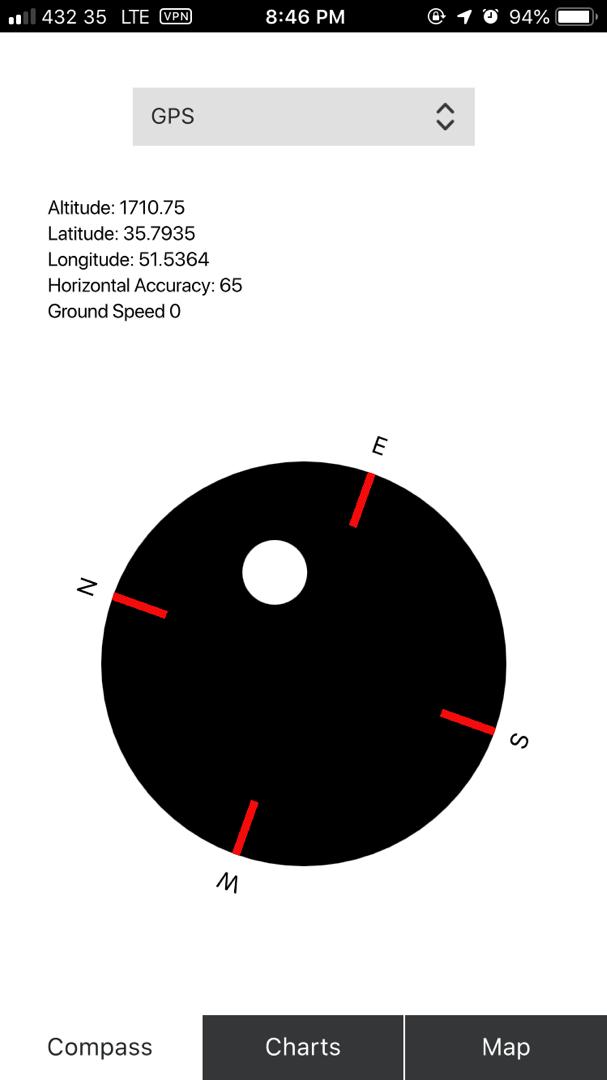 432 35 LTE VPN 8:46 PM 94%
GPS
Altitude: 1710.75
Latitude: 35.7935
Longitude: 51.5364
Horizontal Accuracy: 65
Ground Speed 0
E
N
S
W
Compass Charts Map